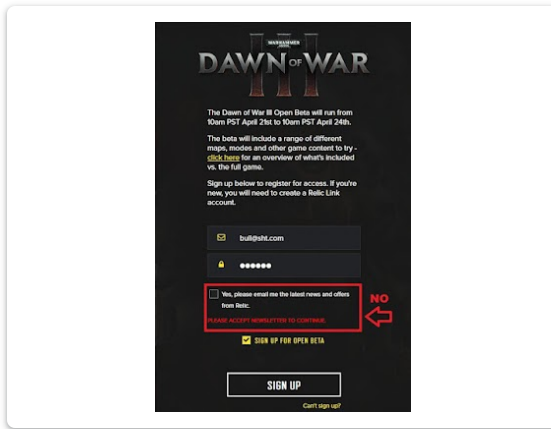 WARHAMMER
40,000
DAWN OF WAR
III
The Dawn of War III Open Beta will run from
10am PST April 21st to 10am PST April 24th.
The beta will include a range of different
maps, modes and other game content to try -
click here for an overview of what's included
vs. the full game.
Sign up below to register for access. If you're
new, you will need to create a Relic Link
account.
bull@sht.com
Yes, please email me the latest news and offers
from Relic.
PLEASE ACCEPT NEWSLETTER TO CONTINUE.
NO
SIGN UP FOR OPEN BETA
SIGN UP
Can't sign up?